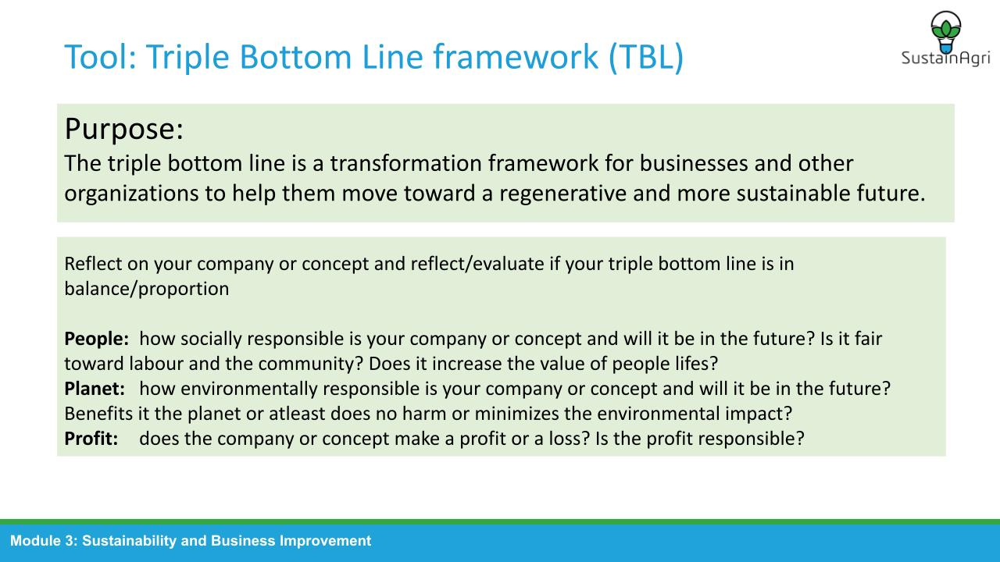 Tool: Triple Bottom Line framework (TBL)
SustainAgri
Purpose:
The triple bottom line is a transformation framework for businesses and other
organizations to help them move toward a regenerative and more sustainable future.
Reflect on your company or concept and reflect/evaluate if your triple bottom line is in
balance/proportion
People: how socially responsible is your company or concept and will it be in the future? Is it fair
toward labour and the community? Does it increase the value of people lifes?
Planet: how environmentally responsible is your company or concept and will it be in the future?
Benefits it the planet or atleast does no harm or minimizes the environmental impact?
Profit: does the company or concept make a profit or a loss? Is the profit responsible?
Module 3: Sustainability and Business Improvement